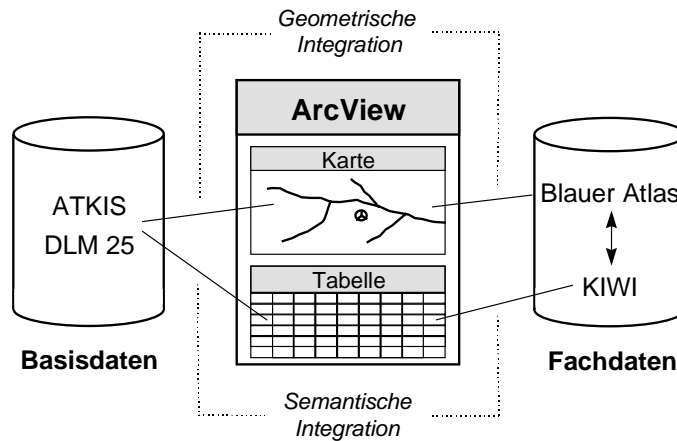 Geometrische
Integration
ArcView
Karte
ATKIS
DLM 25
Blauer Atlas
Tabelle
KIWI
Basisdaten
Fachdaten
Semantische
Integration